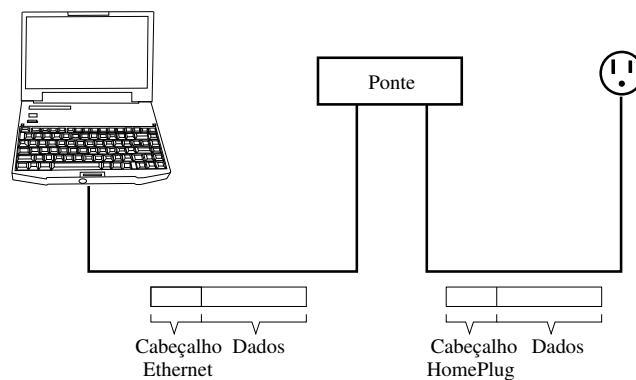 Ponte
Cabeçalho Dados
Ethernet
Cabeçalho Dados
HomePlug